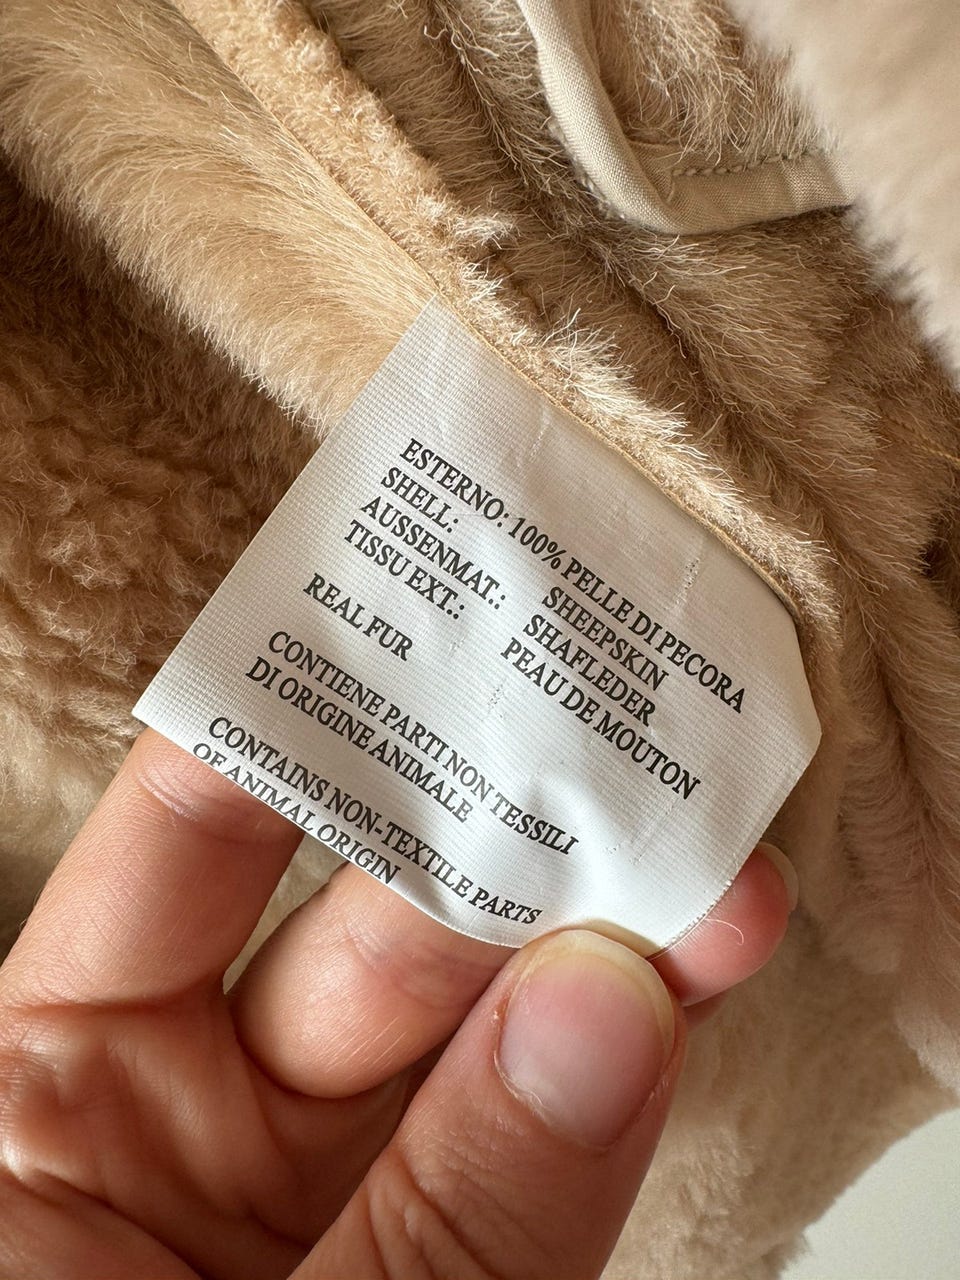 ESTERNO: 100% PELLE DI PECORA
SHELL: SHEEPSKIN
AUSSENMAT.: SHAFLEDER
TISSU EXT.: PEAU DE MOUTON
REAL FUR
CONTIENE PARTI NON TESSILI
DI ORIGINE ANIMALE
CONTAINS NON-TEXTILE PARTS
OF ANIMAL ORIGIN